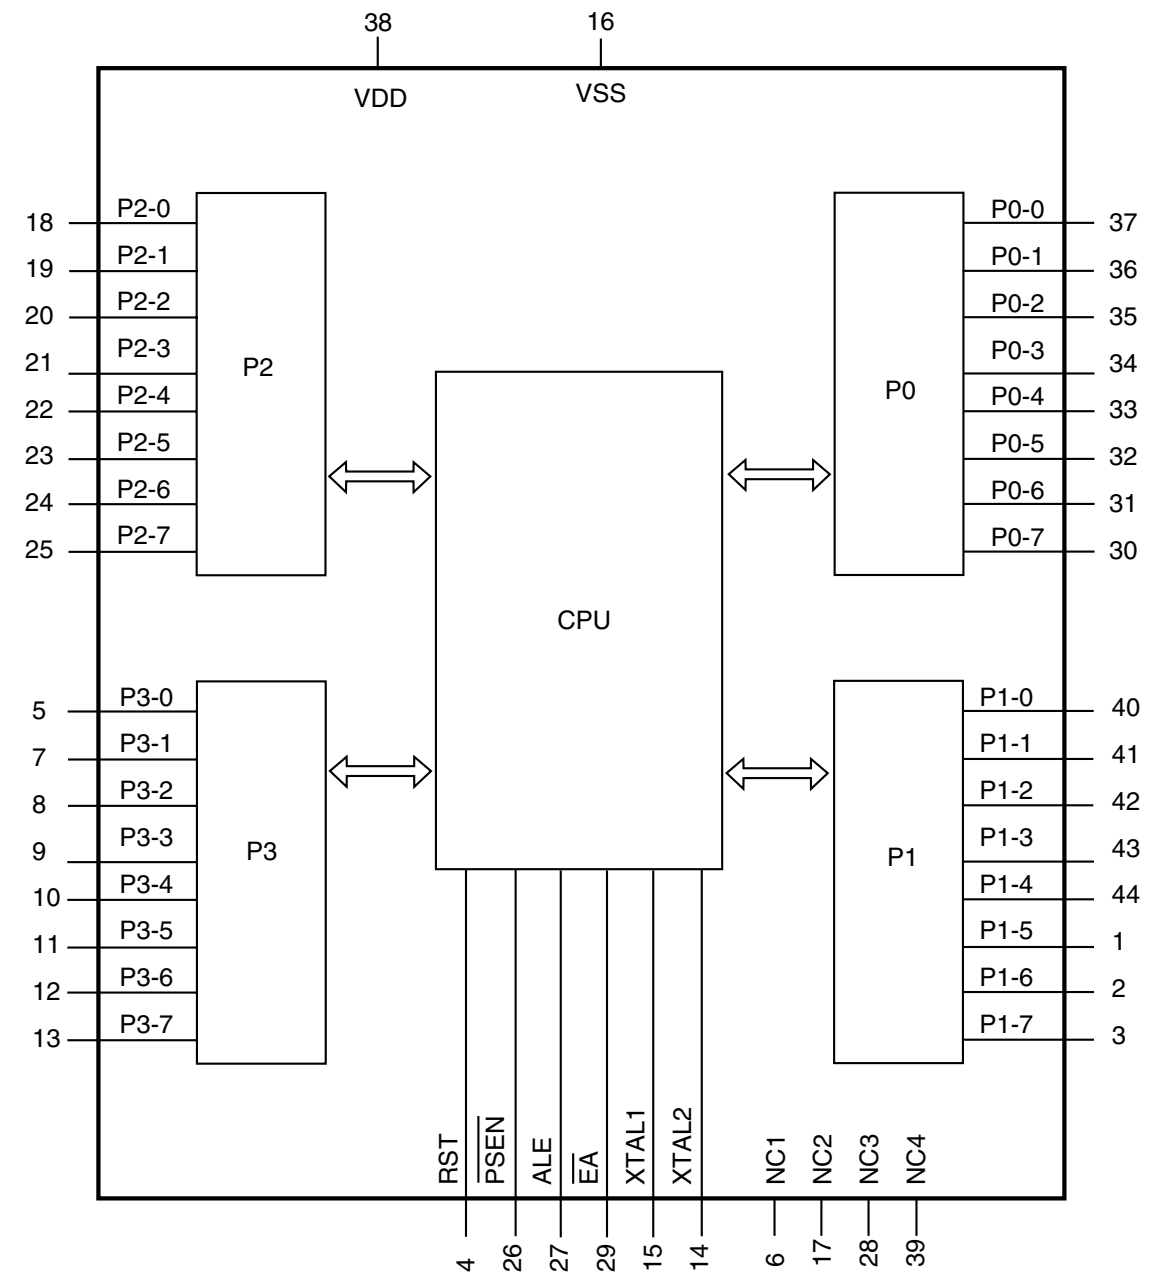 38 16
VDD VSS
18 P2-0 P0-0 37
19 P2-1 P0-1 36
20 P2-2 P0-2 35
21 P2-3 P0-3 34
P2 P0
22 P2-4 P0-4 33
23 P2-5 P0-5 32
24 P2-6 P0-6 31
25 P2-7 P0-7 30
CPU
5 P3-0 P1-0 40
7 P3-1 P1-1 41
8 P3-2 P1-2 42
9 P3-3 P1-3 43
P3 P1
10 P3-4 P1-4 44
11 P3-5 P1-5 1
12 P3-6 P1-6 2
13 P3-7 P1-7 3
RST PSEN ALE EA XTAL1 XTAL2 NC1 NC2 NC3 NC4
4 26 27 29 15 14 6 17 28 39